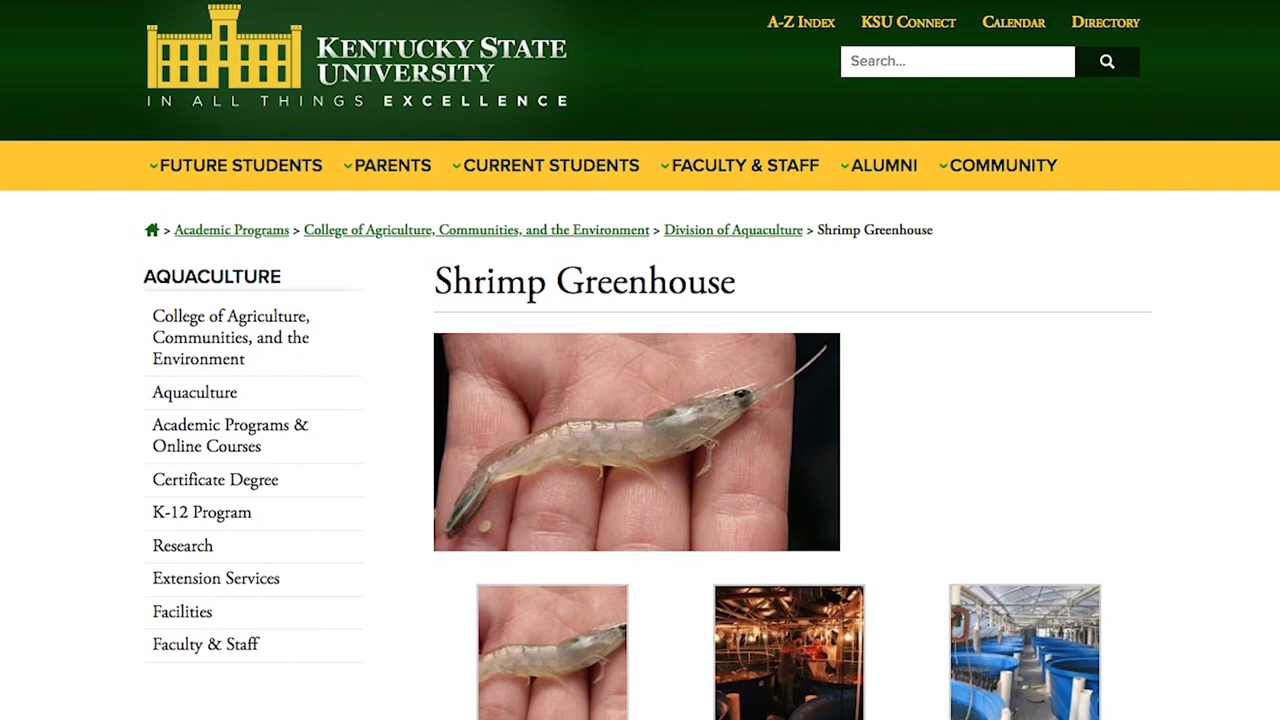 A-Z Index KSU Connect Calendar Directory
Kentucky State
University
IN ALL THINGS EXCELLENCE
Search...
FUTURE STUDENTS PARENTS CURRENT STUDENTS FACULTY & STAFF ALUMNI COMMUNITY
> Academic Programs > College of Agriculture, Communities, and the Environment > Division of Aquaculture > Shrimp Greenhouse
AQUACULTURE
College of Agriculture,
Communities, and the
Environment
Aquaculture
Academic Programs &
Online Courses
Certificate Degree
K-12 Program
Research
Extension Services
Facilities
Faculty & Staff
Shrimp Greenhouse